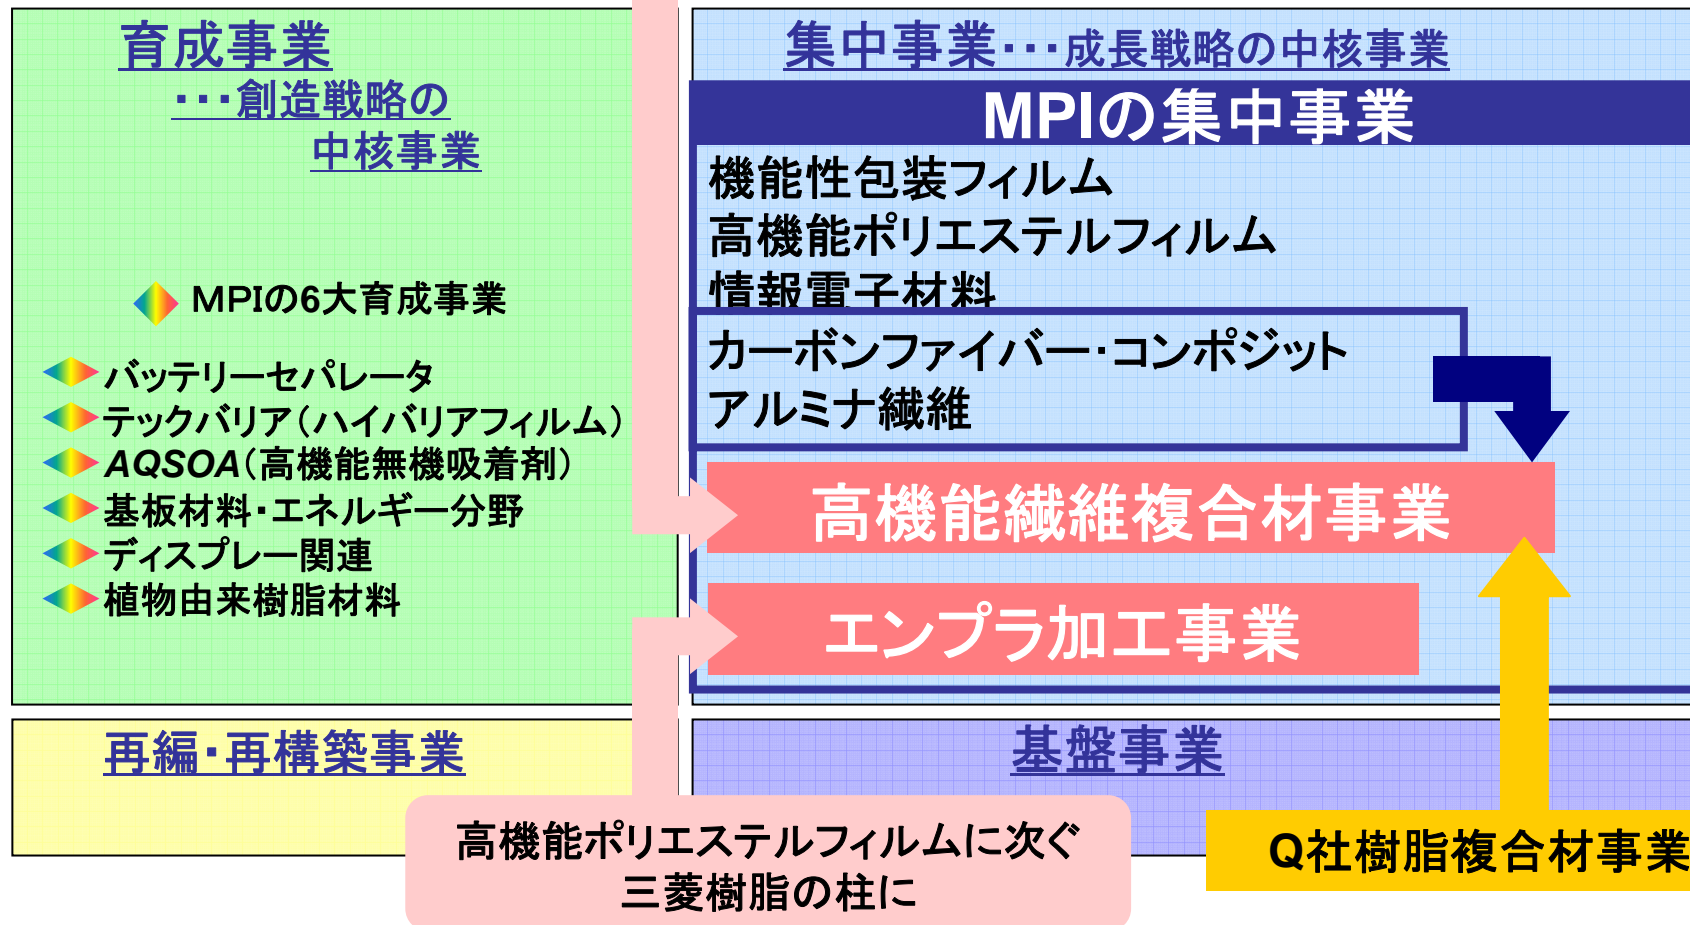 育成事業
・・・創造戦略の
中核事業
MPIの6大育成事業
バッテリーセパレータ
テックバリア（ハイバリアフィルム）
AQSOA（高機能無機吸着剤）
基板材料・エネルギー分野
ディスプレー関連
植物由来樹脂材料
集中事業・・・成長戦略の中核事業
MPIの集中事業
機能性包装フィルム
高機能ポリエステルフィルム
情報電子材料
カーボンファイバー・コンポジット
アルミナ繊維
高機能繊維複合材事業
エンプラ加工事業
再編・再構築事業
基盤事業
高機能ポリエステルフィルムに次ぐ
三菱樹脂の柱に
Q社樹脂複合材事業